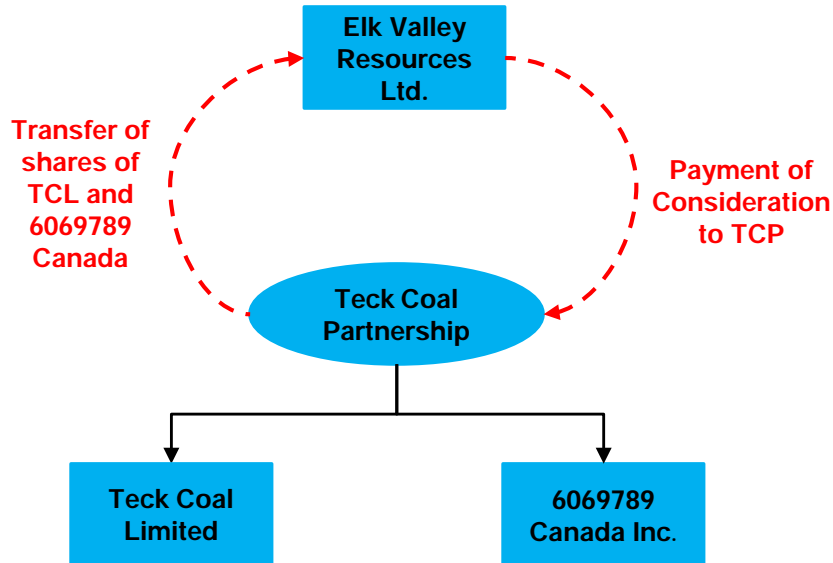 Elk Valley
Resources
Ltd.
Transfer of
shares of
TCL and
6069789
Canada
Payment of
Consideration
to TCP
Teck Coal
Partnership
Teck Coal
Limited
6069789
Canada Inc.